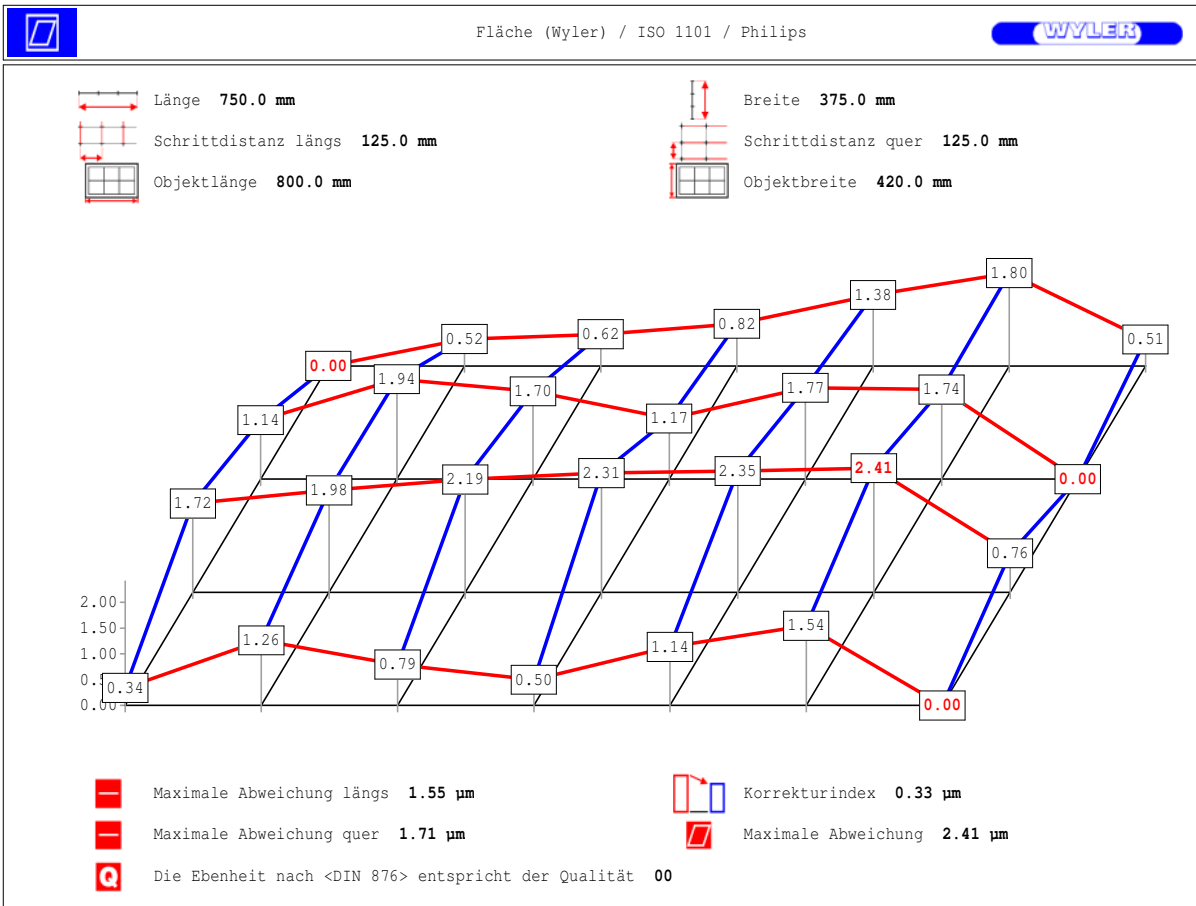 Fläche (Wyler) / ISO 1101 / Philips
WYLER
Länge 750.0 mm
Breite 375.0 mm
Schrittdistanz längs 125.0 mm
Schrittdistanz quer 125.0 mm
Objektlänge 800.0 mm
Objektbreite 420.0 mm
0.00 0.52 0.62 0.82 1.38 1.80 0.51
1.14 1.94 1.70 1.17 1.77 1.74 0.00
1.72 1.98 2.19 2.31 2.35 2.41 0.76
0.34 1.26 0.79 0.50 1.14 1.54 0.00
2.00
1.50
1.00
0.00
Maximale Abweichung längs 1.55 µm
Korrekturindex 0.33 µm
Maximale Abweichung quer 1.71 µm
Maximale Abweichung 2.41 µm
Q
Die Ebenheit nach <DIN 876> entspricht der Qualität 00